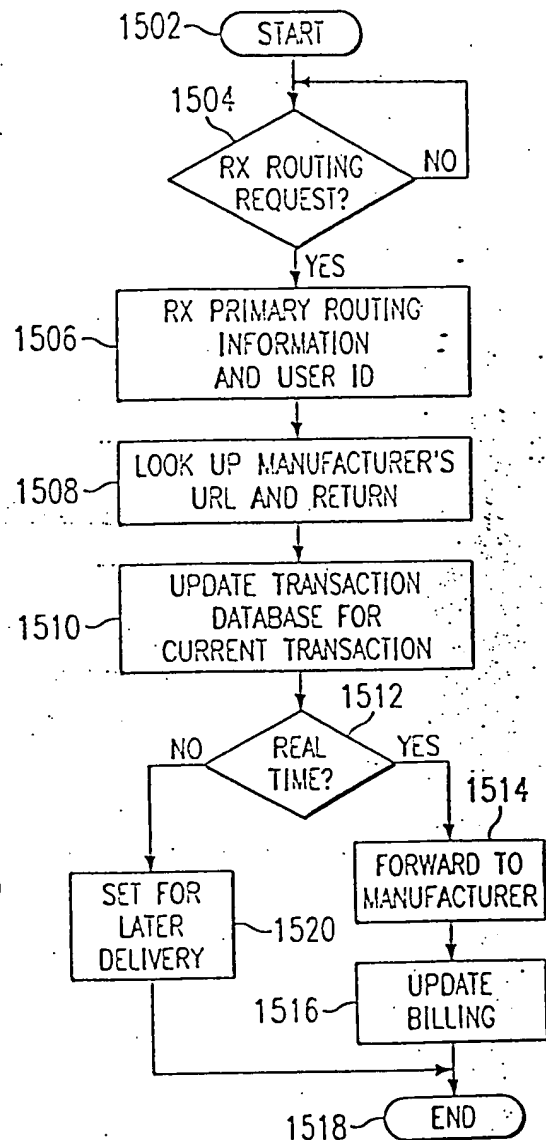 1502
START
1504
RX ROUTING
REQUEST?
NO
YES
1506
RX PRIMARY ROUTING
INFORMATION
AND USER ID
1508
LOOK UP MANUFACTURER'S
URL AND RETURN
1510
UPDATE TRANSACTION
DATABASE FOR
CURRENT TRANSACTION
1512
NO
REAL
TIME?
YES
1514
FORWARD TO
MANUFACTURER
SET FOR
LATER
DELIVERY
1520
1516
UPDATE
BILLING
1518
END